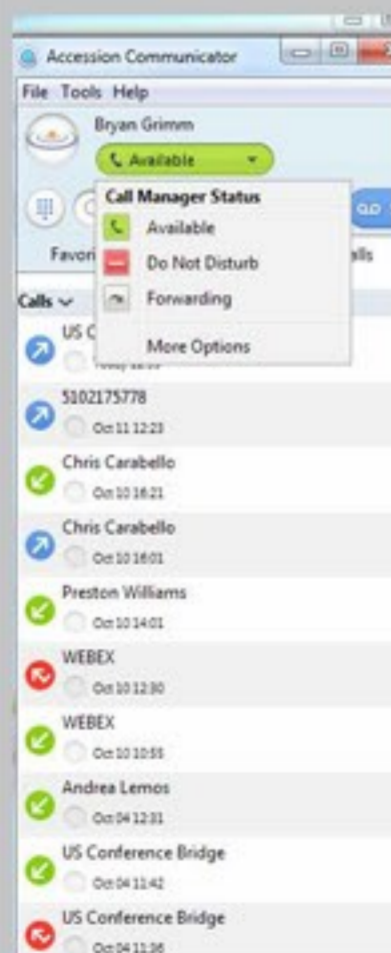 Accession Communicator
File Tools Help
Bryan Grimm
Available
Call Manager Status
Available
Do Not Disturb
Forwarding
More Options
Favori
alls
Calls
US C
5102175778
Oct 11 12:23
Chris Carabello
Oct 10 16:21
Chris Carabello
Oct 10 16:01
Preston Williams
Oct 10 14:01
WEBEX
Oct 10 12:30
WEBEX
Oct 10 10:55
Andrea Lemos
Oct 04 12:31
US Conference Bridge
Oct 04 11:42
US Conference Bridge
Oct 04 11:36